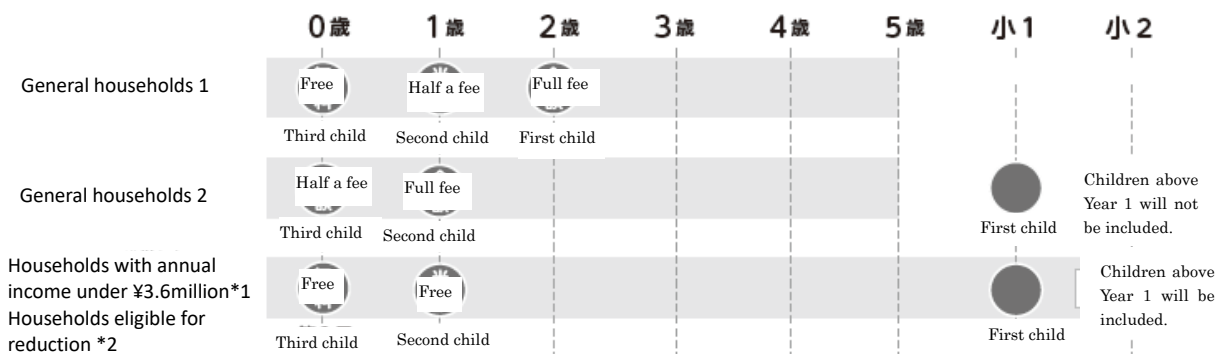 0歳 1歳 2歳 3歳 4歳 5歳 小1 小2
General households 1
Free Half a fee Full fee
Third child Second child First child
General households 2
Half a fee Full fee
Third child Second child First child
Children above
Year 1 will not
be included.
Households with annual
income under ¥3.6million*1
Households eligible for
reduction *2
Free Free
Third child Second child First child
Children above
Year 1 will be
included.